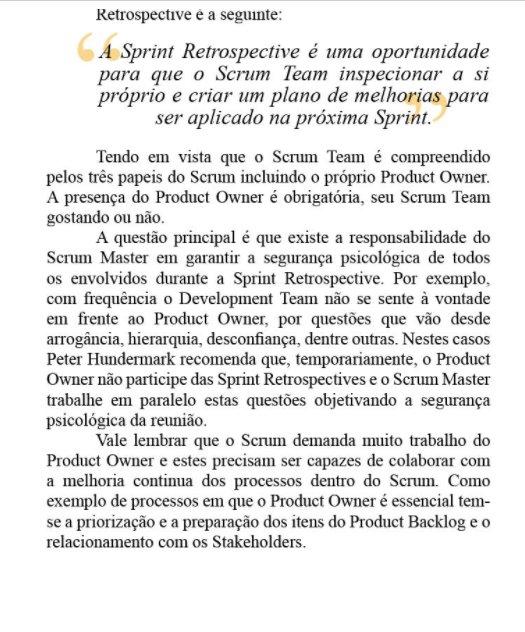 Retrospective é a seguinte:
“A Sprint Retrospective é uma oportunidade
para que o Scrum Team inspecionar a si
próprio e criar um plano de melhorias para
ser aplicado na próxima Sprint.”
Tendo em vista que o Scrum Team é compreendido
pelos três papeis do Scrum incluindo o próprio Product Owner.
A presença do Product Owner é obrigatória, seu Scrum Team
gostando ou não.
A questão principal é que existe a responsabilidade do
Scrum Master em garantir a segurança psicológica de todos
os envolvidos durante a Sprint Retrospective. Por exemplo,
com frequência o Development Team não se sente à vontade
em frente ao Product Owner, por questões que vão desde
arrogância, hierarquia, desconfiança, dentre outras. Nestes casos
Peter Hundermark recomenda que, temporariamente, o Product
Owner não participe das Sprint Retrospectives e o Scrum Master
trabalhe em paralelo estas questões objetivando a segurança
psicológica da reunião.
Vale lembrar que o Scrum demanda muito trabalho do
Product Owner e estes precisam ser capazes de colaborar com
a melhoria continua dos processos dentro do Scrum. Como
exemplo de processos em que o Product Owner é essencial tem-
se a priorização e a preparação dos itens do Product Backlog e o
relacionamento com os Stakeholders.